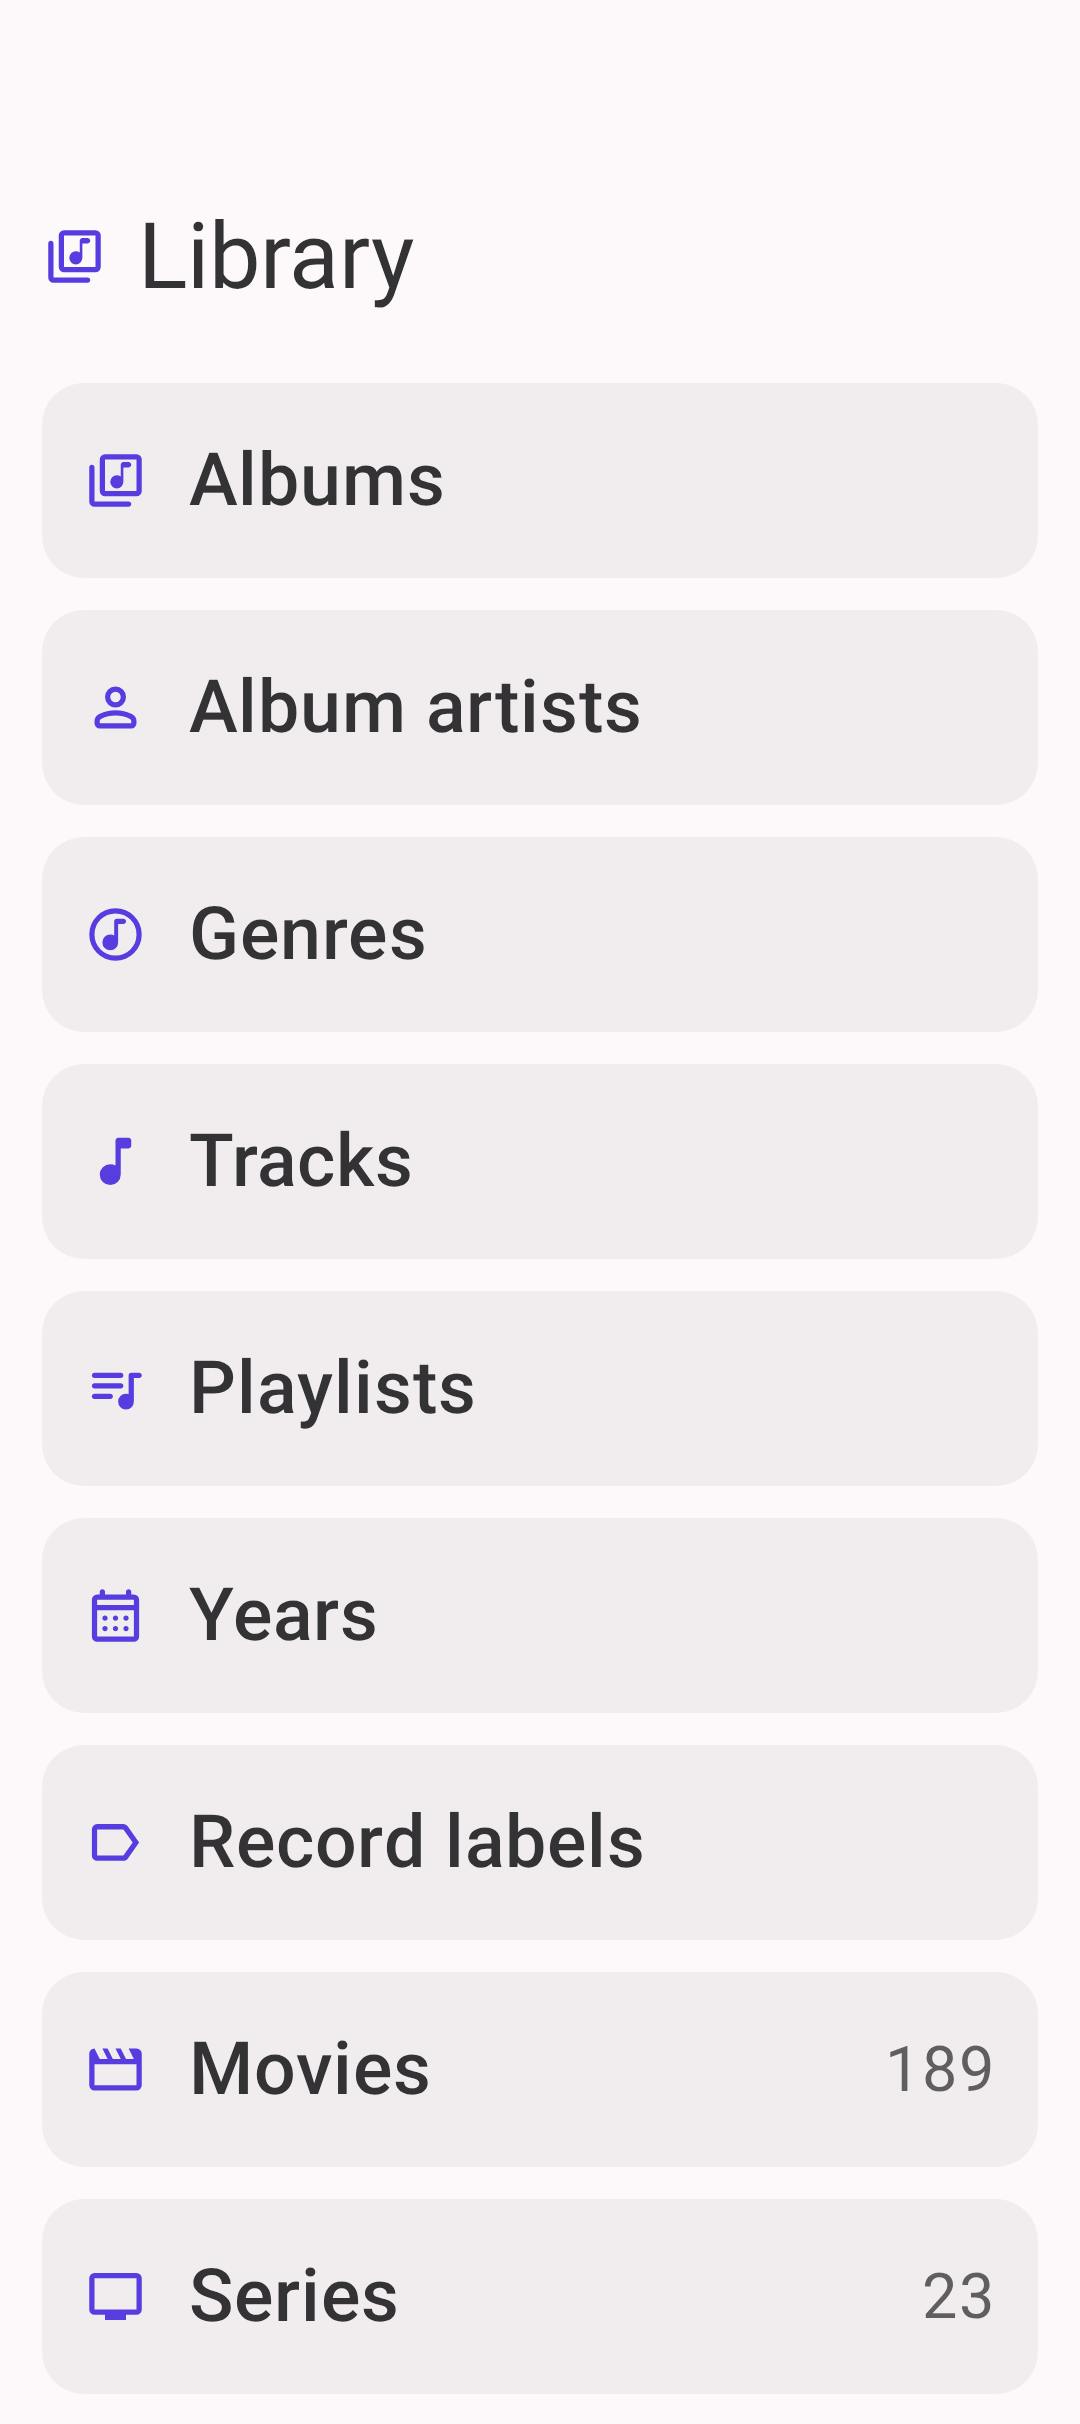 Library
Albums
Album artists
Genres
Tracks
Playlists
Years
Record labels
Movies 189
Series 23